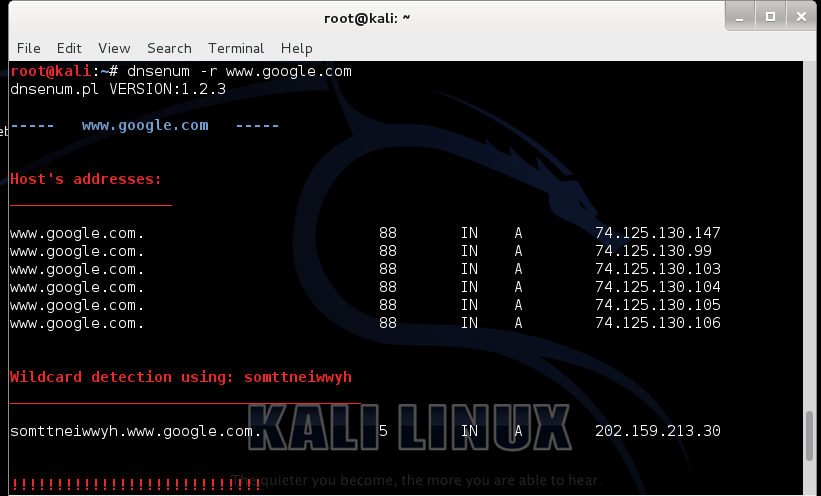 root@kali: ~
File Edit View Search Terminal Help
root@kali:~# dnsenum -r www.google.com
dnsenum.pl VERSION:1.2.3
----- www.google.com -----
Host's addresses:
__________________
www.google.com. 88 IN A 74.125.130.147
www.google.com. 88 IN A 74.125.130.99
www.google.com. 88 IN A 74.125.130.103
www.google.com. 88 IN A 74.125.130.104
www.google.com. 88 IN A 74.125.130.105
www.google.com. 88 IN A 74.125.130.106
Wildcard detection using: somttneiwwyh
_______________________________________
KALI LINUX
somttneiwwyh.www.google.com. 5 IN A 202.159.213.30
The quieter you become, the more you are able to hear.
!!!!!!!!!!!!!!!!!!!!!!!!!!!!